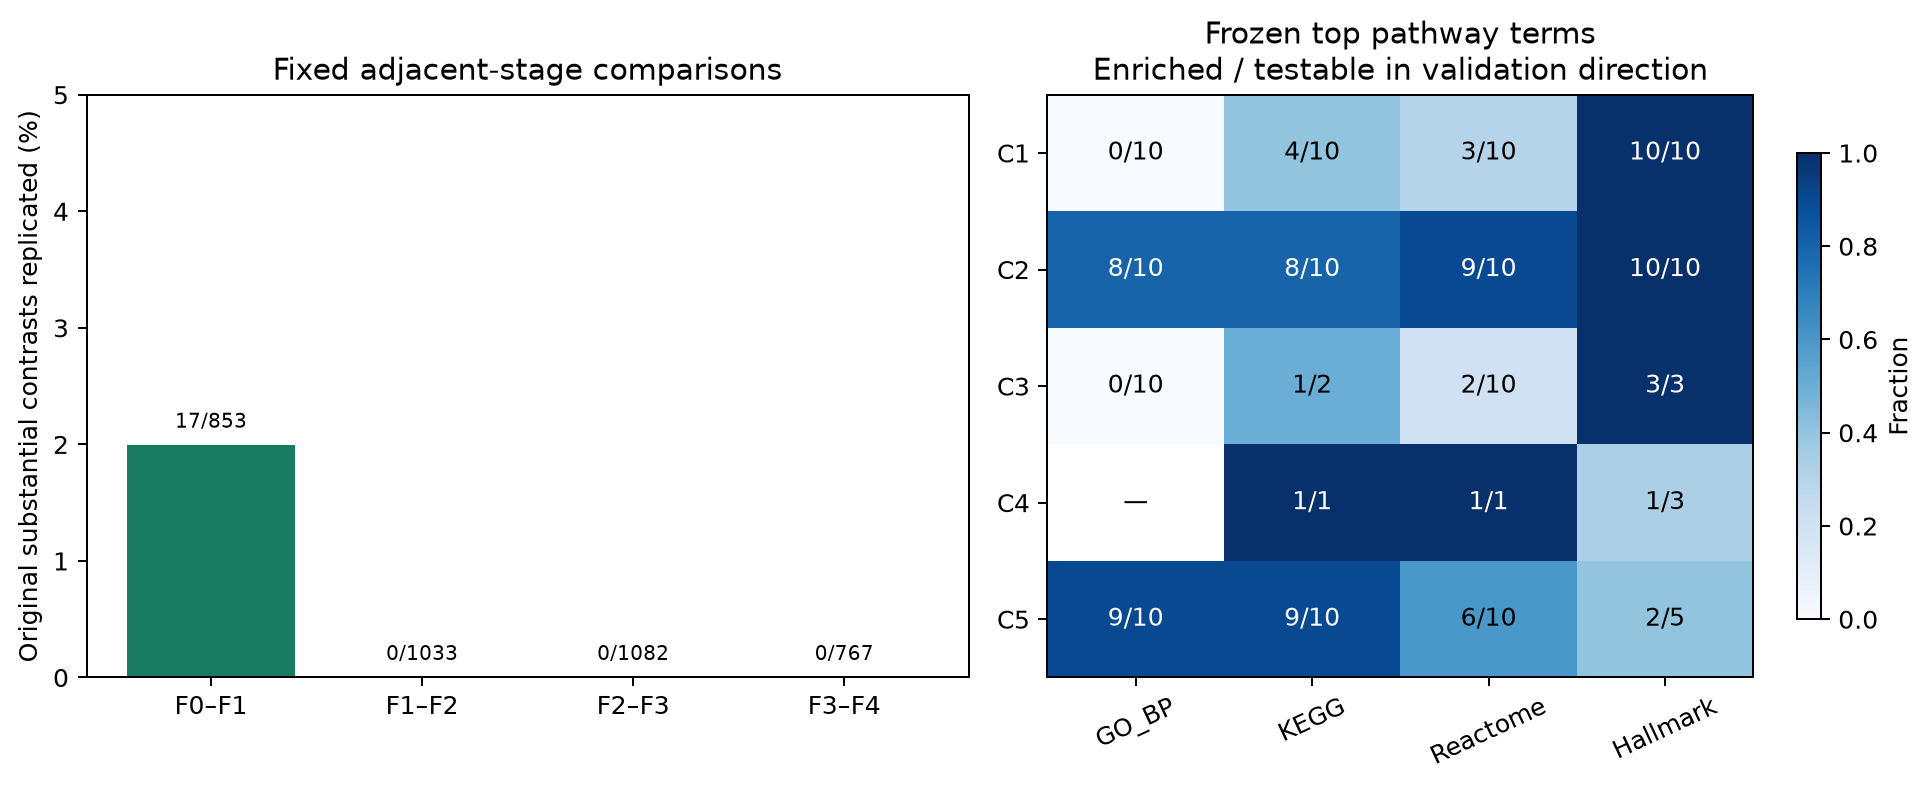 Fixed adjacent-stage comparisons
Original substantial contrasts replicated (%)
5
4
3
2
1
0
17/853
0/1033
0/1082
0/767
F0–F1
F1–F2
F2–F3
F3–F4
Frozen top pathway terms
Enriched / testable in validation direction
C1
0/10
4/10
3/10
10/10
C2
8/10
8/10
9/10
10/10
C3
0/10
1/2
2/10
3/3
C4
—
1/1
1/1
1/3
C5
9/10
9/10
6/10
2/5
GO_BP
KEGG
Reactome
Hallmark
1.0
0.8
0.6
0.4
0.2
0.0
Fraction